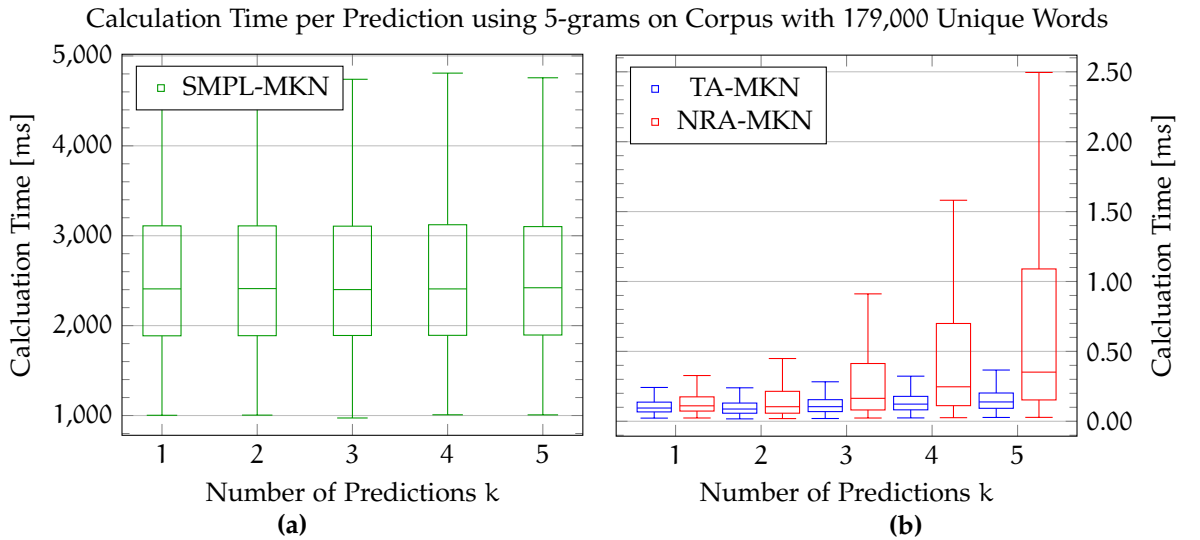 Calculation Time per Prediction using 5-grams on Corpus with 179,000 Unique Words
5,000
4,000
3,000
2,000
1,000
Calcluation Time [ms]
SMPL-MKN
1 2 3 4 5
Number of Predictions k
(a)
TA-MKN
NRA-MKN
2.50
2.00
1.50
1.00
0.50
0.00
Calcluation Time [ms]
1 2 3 4 5
Number of Predictions k
(b)